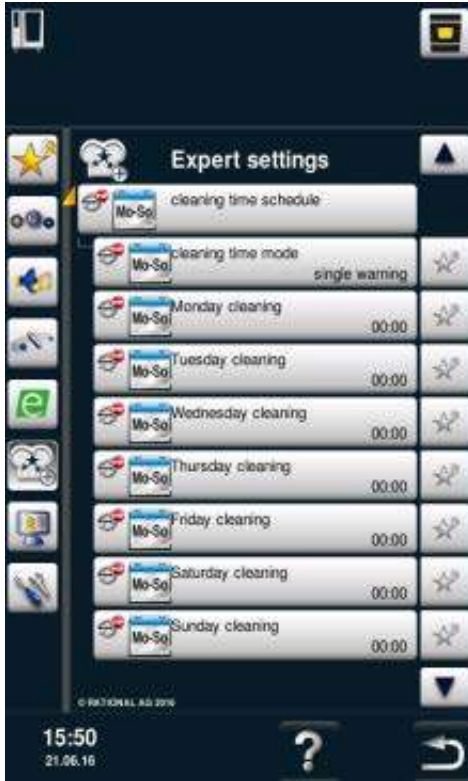 Expert settings
Mo-So cleaning time schedule
Mo-So cleaning time mode
single warning
Mo-So Monday cleaning
00:00
Mo-So Tuesday cleaning
00:00
Mo-So Wednesday cleaning
00:00
Mo-So Thursday cleaning
00:00
Mo-So Friday cleaning
00:00
Mo-So Saturday cleaning
00:00
Mo-So Sunday cleaning
00:00
© RATIONAL AG 2016
15:50
21.06.16
?